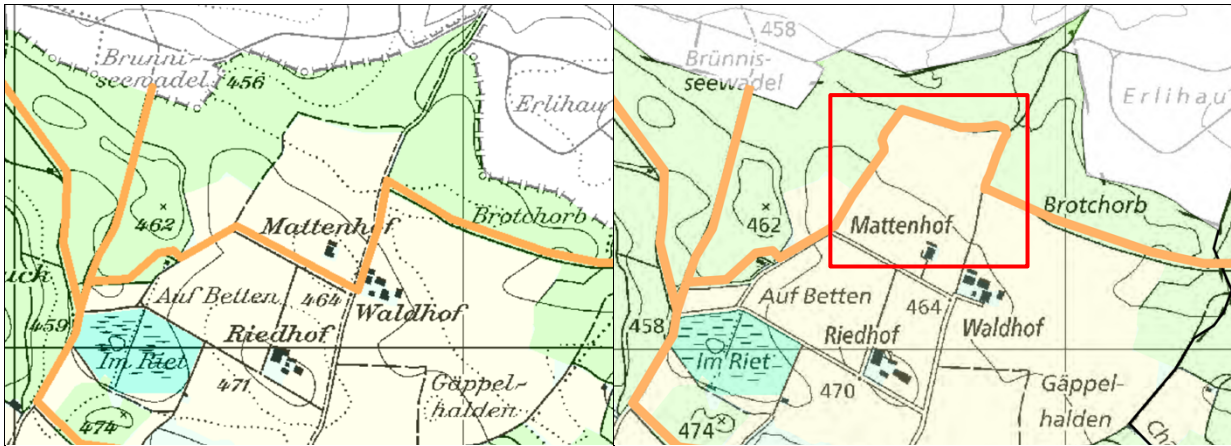 Brunni-
seewadel
456
Erlihau
462
Mattenhof
Brotchorb
uck
Auf Betten
464
Waldhof
459
Riedhof
Im Riet
471
Gäppel-
halden
474
458
Brünnis-
seewadel
Erlihau
462
Mattenhof
Brotchorb
Auf Betten
464
Waldhof
458
Riedhof
Im Riet
470
Gäppel-
halden
474
Cha